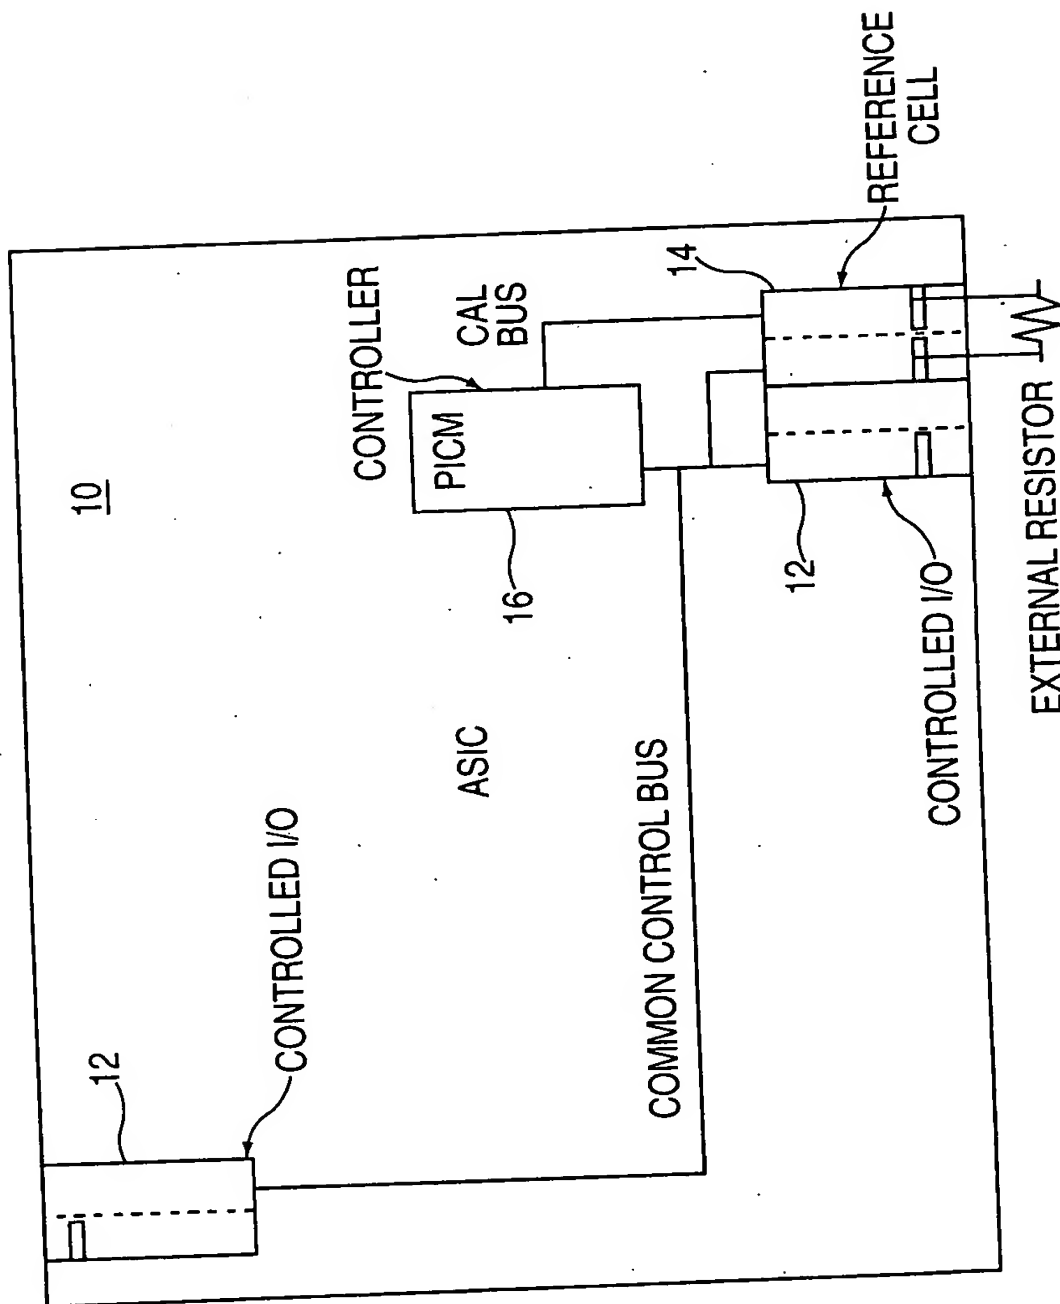 10
ASIC
12
CONTROLLED I/O
CONTROLLER
PICM
16
CAL
BUS
COMMON CONTROL BUS
14
REFERENCE
CELL
12
CONTROLLED I/O
EXTERNAL RESISTOR